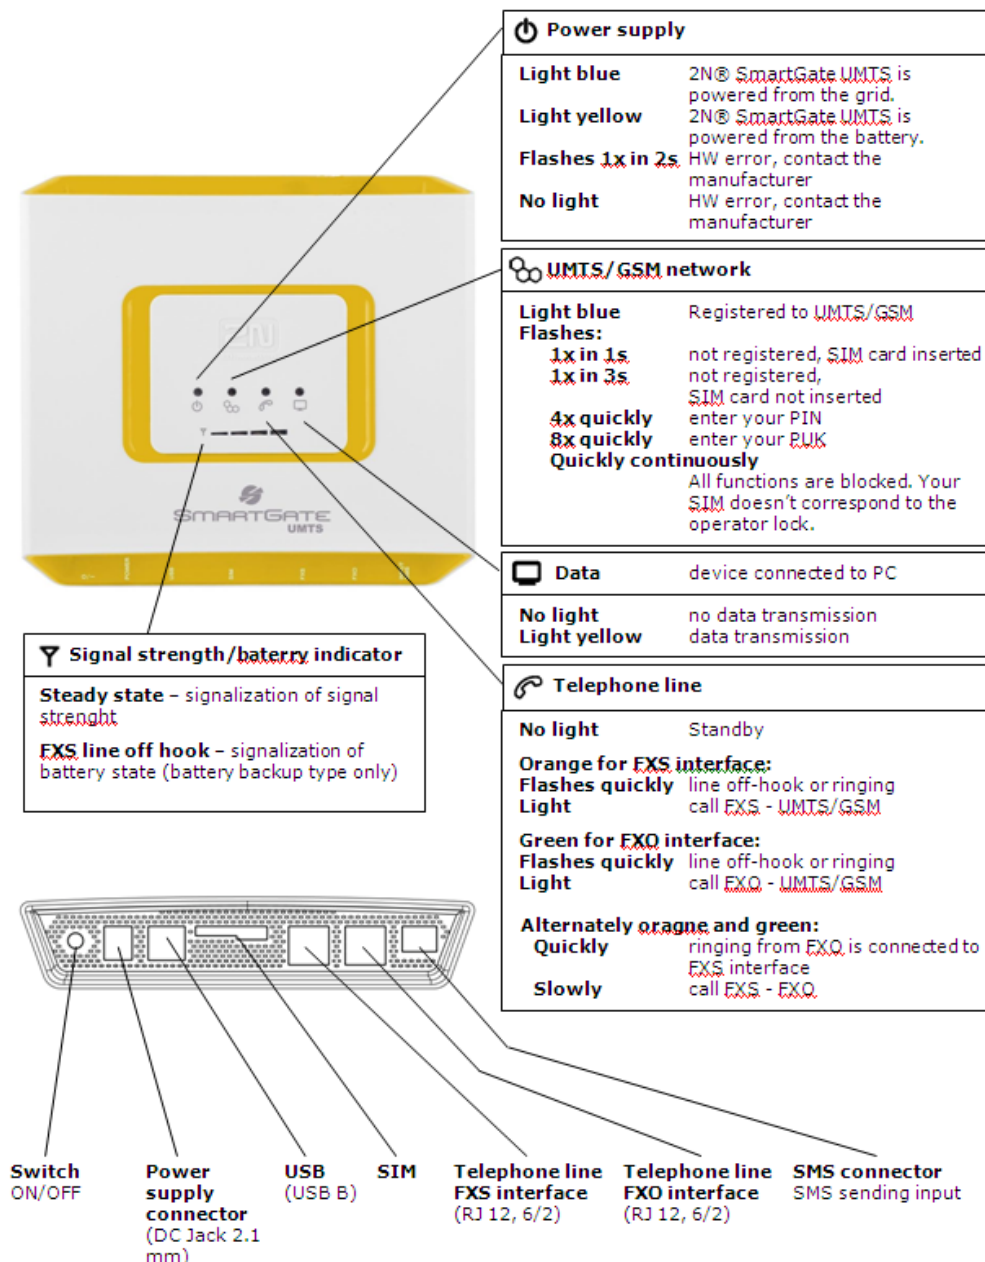 Power supply
Light blue 2N® SmartGate UMTS is
powered from the grid.
Light yellow 2N® SmartGate UMTS is
powered from the battery.
Flashes 1x in 2s HW error, contact the
manufacturer
No light HW error, contact the
manufacturer
UMTS/GSM network
Light blue Registered to UMTS/GSM
Flashes:
1x in 1s not registered, SIM card inserted
1x in 3s not registered,
SIM card not inserted
4x quickly enter your PIN
8x quickly enter your PUK
Quickly continuously
All functions are blocked. Your
SIM doesn't correspond to the
operator lock.
Data device connected to PC
No light no data transmission
Light yellow data transmission
Telephone line
No light Standby
Orange for FXS interface:
Flashes quickly line off-hook or ringing
Light call FXS - UMTS/GSM
Green for FXO interface:
Flashes quickly line off-hook or ringing
Light call FXO - UMTS/GSM
Alternately oragne and green:
Quickly ringing from FXO is connected to
FXS interface
Slowly call FXS - FXO
2N
SMARTGATE
UMTS
POWER
USB
SIM
Signal strength/baterry indicator
Steady state – signalization of signal
strenght
FXS line off hook – signalization of
battery state (battery backup type only)
Switch
ON/OFF
Power
supply
connector
(DC Jack 2.1
mm)
USB
(USB B)
SIM
Telephone line
FXS interface
(RJ 12, 6/2)
Telephone line
FXO interface
(RJ 12, 6/2)
SMS connector
SMS sending input